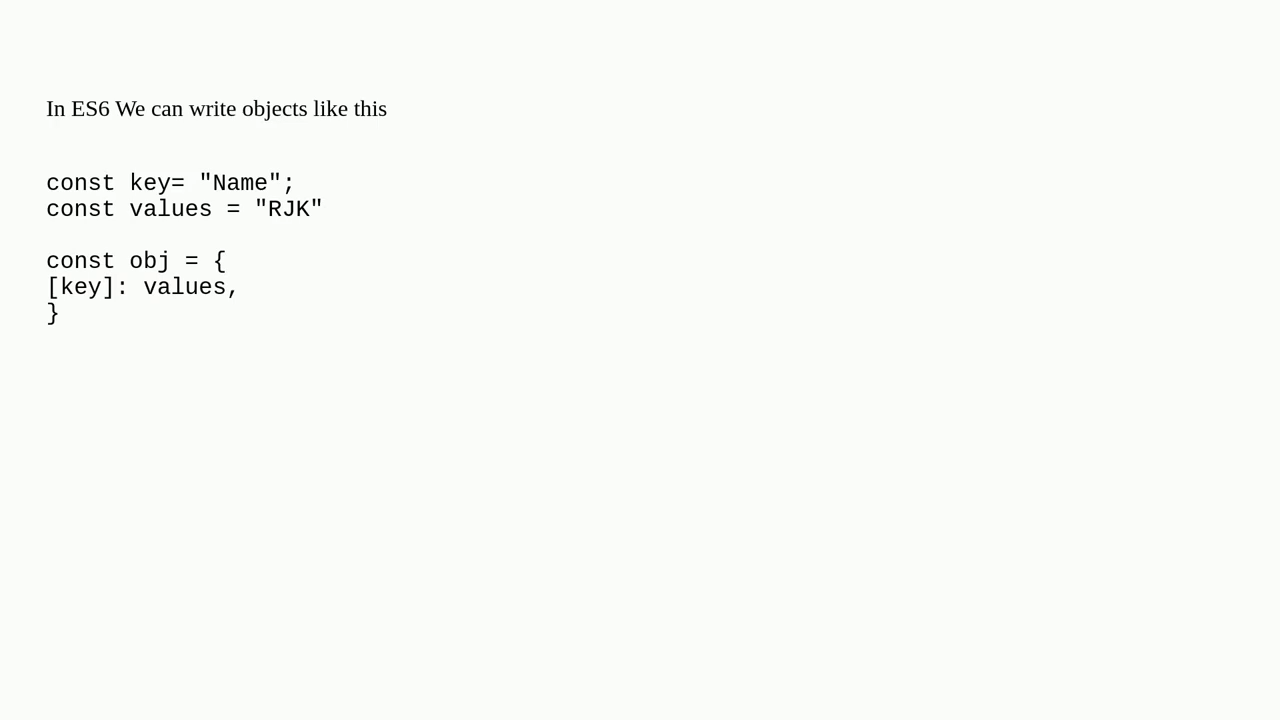 In ES6 We can write objects like this
const key= "Name";
const values = "RJK"
const obj = {
[key]: values,
}